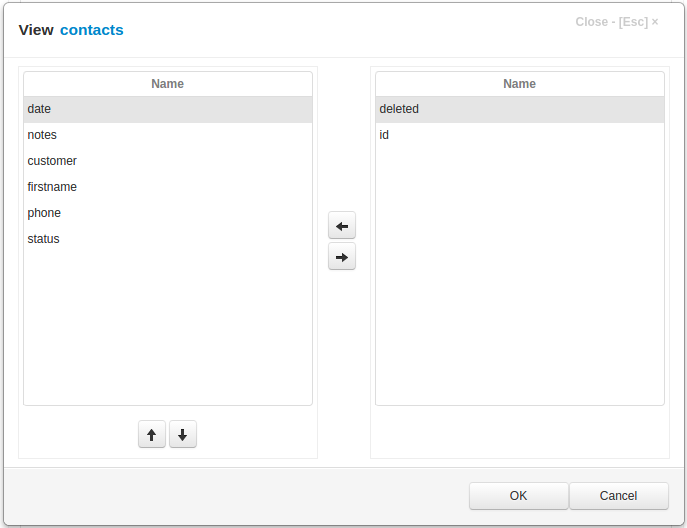 View contacts
Close - [Esc] ×
Name
date
notes
customer
firstname
phone
status
Name
deleted
id
OK
Cancel